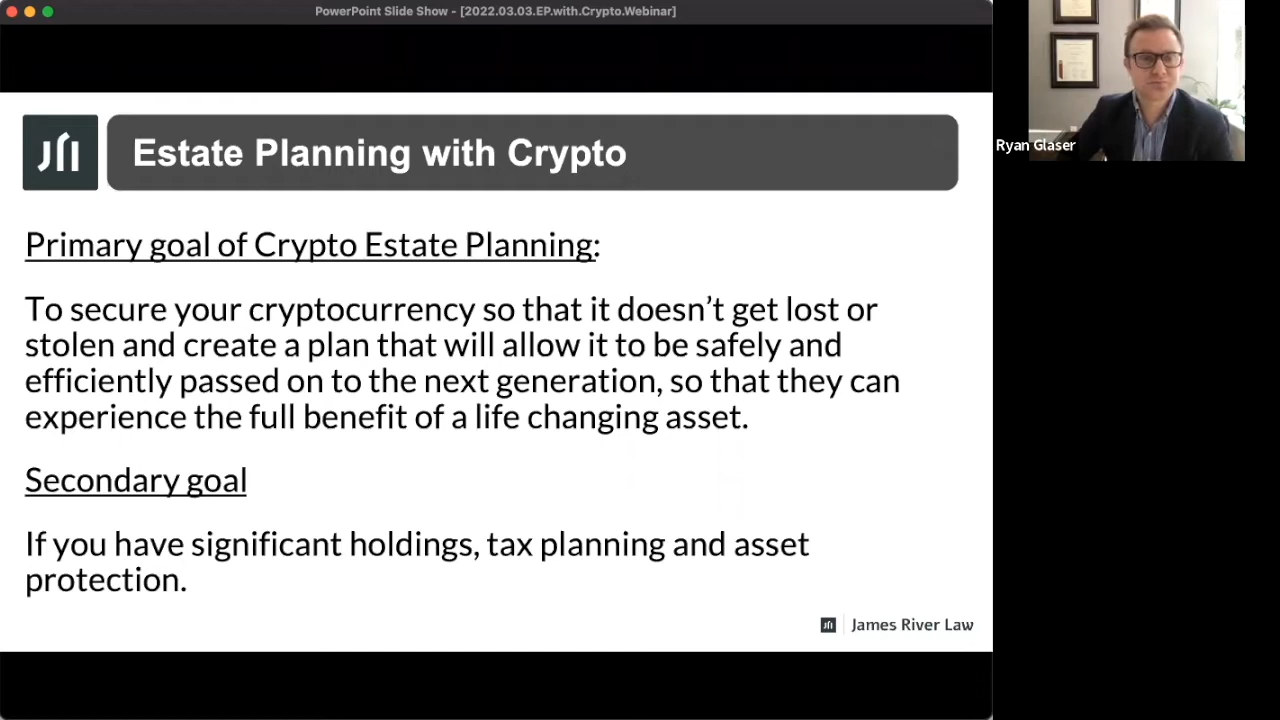 PowerPoint Slide Show - [2022.03.03.EP.with.Crypto.Webinar]
Estate Planning with Crypto
Primary goal of Crypto Estate Planning:
To secure your cryptocurrency so that it doesn’t get lost or
stolen and create a plan that will allow it to be safely and
efficiently passed on to the next generation, so that they can
experience the full benefit of a life changing asset.
Secondary goal
If you have significant holdings, tax planning and asset
protection.
James River Law
Ryan Glaser